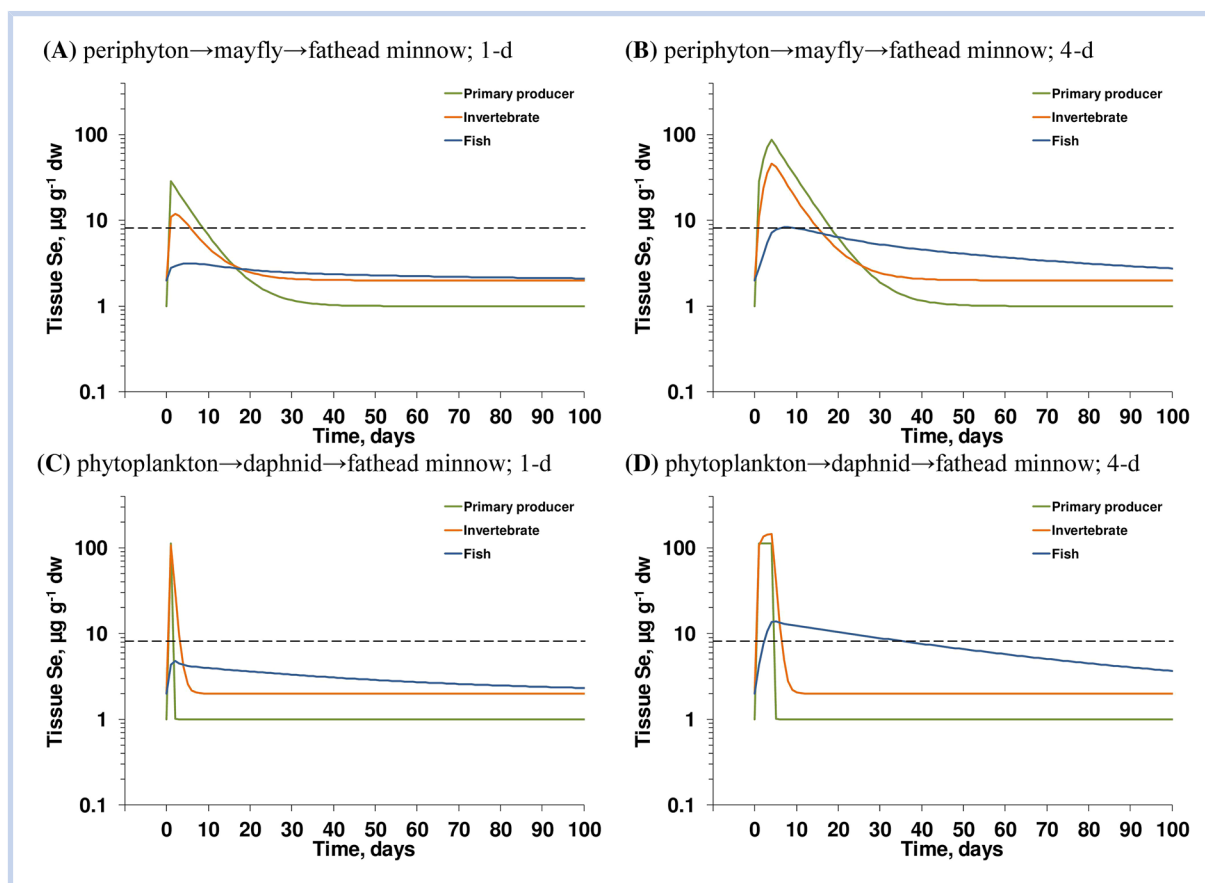 (A) periphyton→mayfly→fathead minnow; 1-d
Primary producer
Invertebrate
Fish
Tissue Se, µg g⁻¹ dw
100
10
1
0.1
0 10 20 30 40 50 60 70 80 90 100
Time, days
(B) periphyton→mayfly→fathead minnow; 4-d
Primary producer
Invertebrate
Fish
Tissue Se, µg g⁻¹ dw
100
10
1
0.1
0 10 20 30 40 50 60 70 80 90 100
Time, days
(C) phytoplankton→daphnid→fathead minnow; 1-d
Primary producer
Invertebrate
Fish
Tissue Se, µg g⁻¹ dw
100
10
1
0.1
0 10 20 30 40 50 60 70 80 90 100
Time, days
(D) phytoplankton→daphnid→fathead minnow; 4-d
Primary producer
Invertebrate
Fish
Tissue Se, µg g⁻¹ dw
100
10
1
0.1
0 10 20 30 40 50 60 70 80 90 100
Time, days